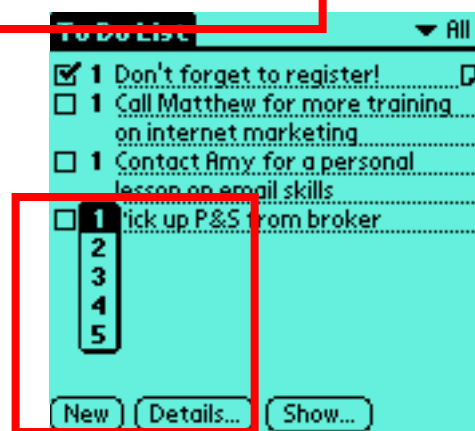 To Do List All
1 Don't forget to register!
1 Call Matthew for more training
on internet marketing
1 Contact Amy for a personal
lesson on email skills
1 ick up P&S from broker
2
3
4
5
New Details... Show...